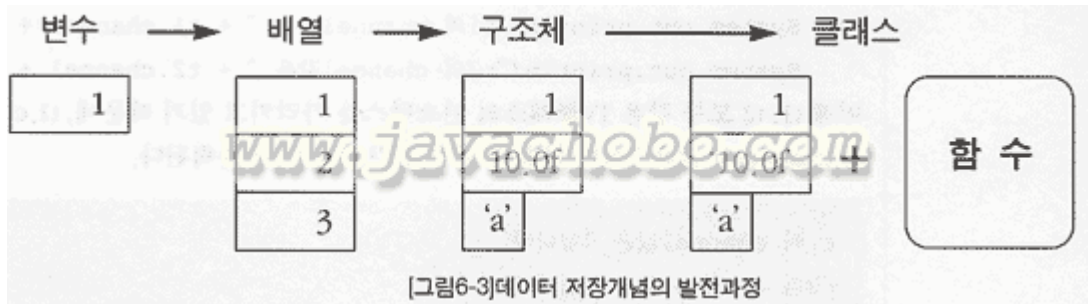 변수 배열 구조체 클래스
1 1 1 1
2 10.0f 10.0f + 함 수
3 'a' 'a'
www.javachobo.com
[그림6-3]데이터 저장개념의 발전과정